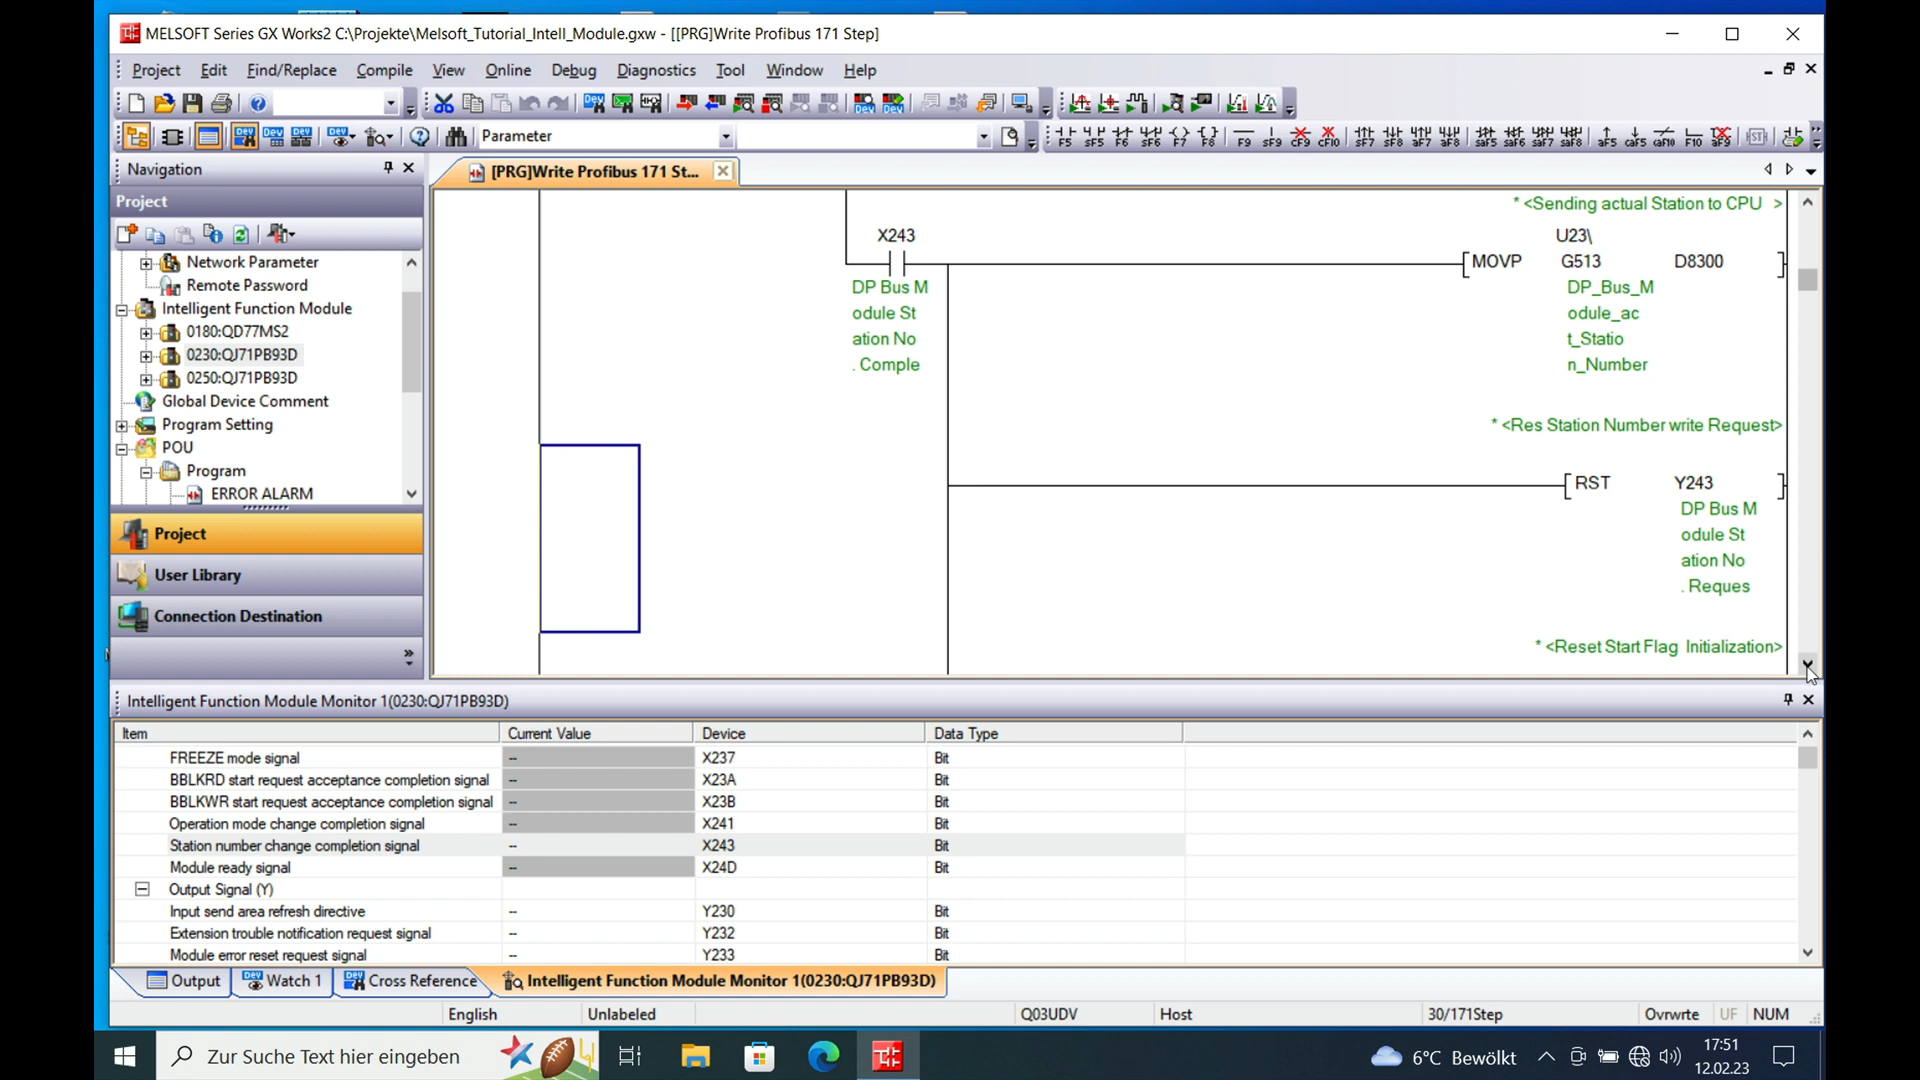 MELSOFT Series GX Works2 C:\Projekte\Melsoft_Tutorial_Intell_Module.gxw - [[PRG]Write Profibus 171 Step]
Project Edit Find/Replace Compile View Online Debug Diagnostics Tool Window Help
Parameter
Navigation
[PRG]Write Profibus 171 St...
Project
Network Parameter
Remote Password
Intelligent Function Module
0180:QD77MS2
0230:QJ71PB93D
0250:QJ71PB93D
Global Device Comment
Program Setting
POU
Program
ERROR ALARM
Project
User Library
Connection Destination
* <Sending actual Station to CPU >
X243
U23\
MOVP G513 D8300
DP Bus M
odule St
ation No
. Comple
DP_Bus_M
odule_ac
t_Statio
n_Number
* <Res Station Number write Request>
RST Y243
DP Bus M
odule St
ation No
. Reques
* <Reset Start Flag Initialization>
Intelligent Function Module Monitor 1(0230:QJ71PB93D)
Item Current Value Device Data Type
FREEZE mode signal -- X237 Bit
BBLKRD start request acceptance completion signal -- X23A Bit
BBLKWR start request acceptance completion signal -- X23B Bit
Operation mode change completion signal -- X241 Bit
Station number change completion signal -- X243 Bit
Module ready signal -- X24D Bit
Output Signal (Y)
Input send area refresh directive -- Y230 Bit
Extension trouble notification request signal -- Y232 Bit
Module error reset request signal -- Y233 Bit
Output Watch 1 Cross Reference Intelligent Function Module Monitor 1(0230:QJ71PB93D)
English Unlabeled Q03UDV Host 30/171Step Ovrwrte UF NUM
Zur Suche Text hier eingeben
6°C Bewölkt
17:51
12.02.23